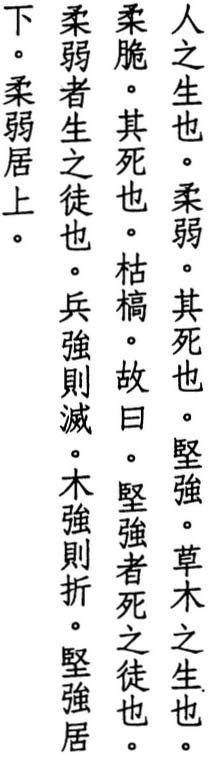 人之生也。柔弱。其死也。堅強。草木之生也。
柔脆。其死也。枯槁。故曰。堅強者死之徒也。
柔弱者生之徒也。兵強則滅。木強則折。堅強居
下。柔弱居上。